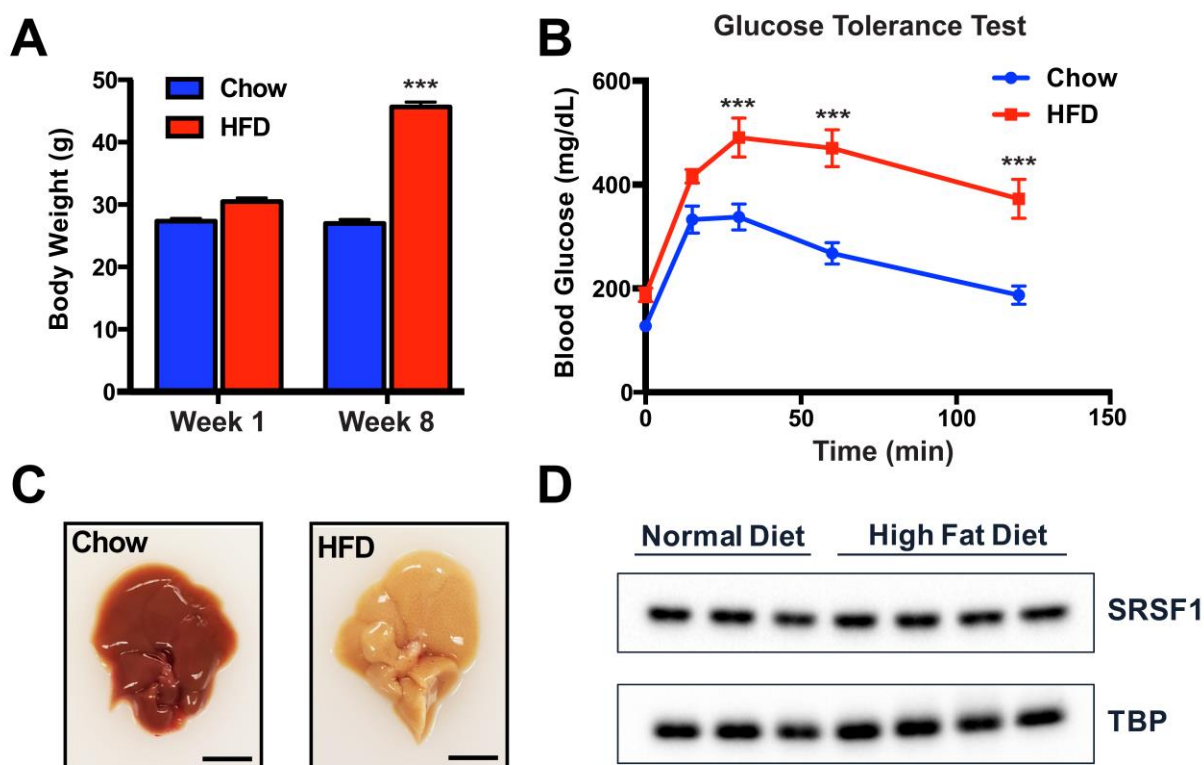 A
50
40
30
20
10
0
Body Weight (g)
Chow
HFD
***
Week 1
Week 8
B
Glucose Tolerance Test
600
400
200
0
Blood Glucose (mg/dL)
Chow
HFD
***
***
***
0
50
100
150
Time (min)
C
Chow
HFD
D
Normal Diet
High Fat Diet
SRSF1
TBP